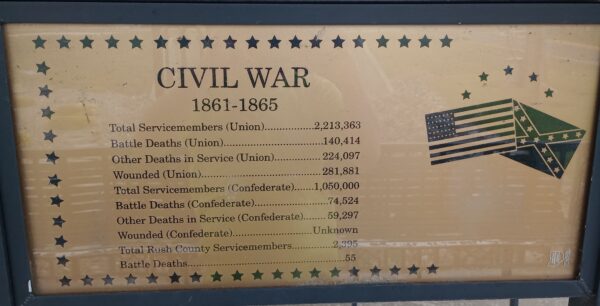 CIVIL WAR
1861-1865
Total Servicemembers (Union)...............2,213,363
Battle Deaths (Union)..............................140,414
Other Deaths in Service (Union)..............224,097
Wounded (Union).....................................281,881
Total Servicemembers (Confederate).......1,050,000
Battle Deaths (Confederate)......................74,524
Other Deaths in Service (Confederate)......59,297
Wounded (Confederate).........................Unknown
Total Rush County Servicemembers............2,395
Battle Deaths................................................55